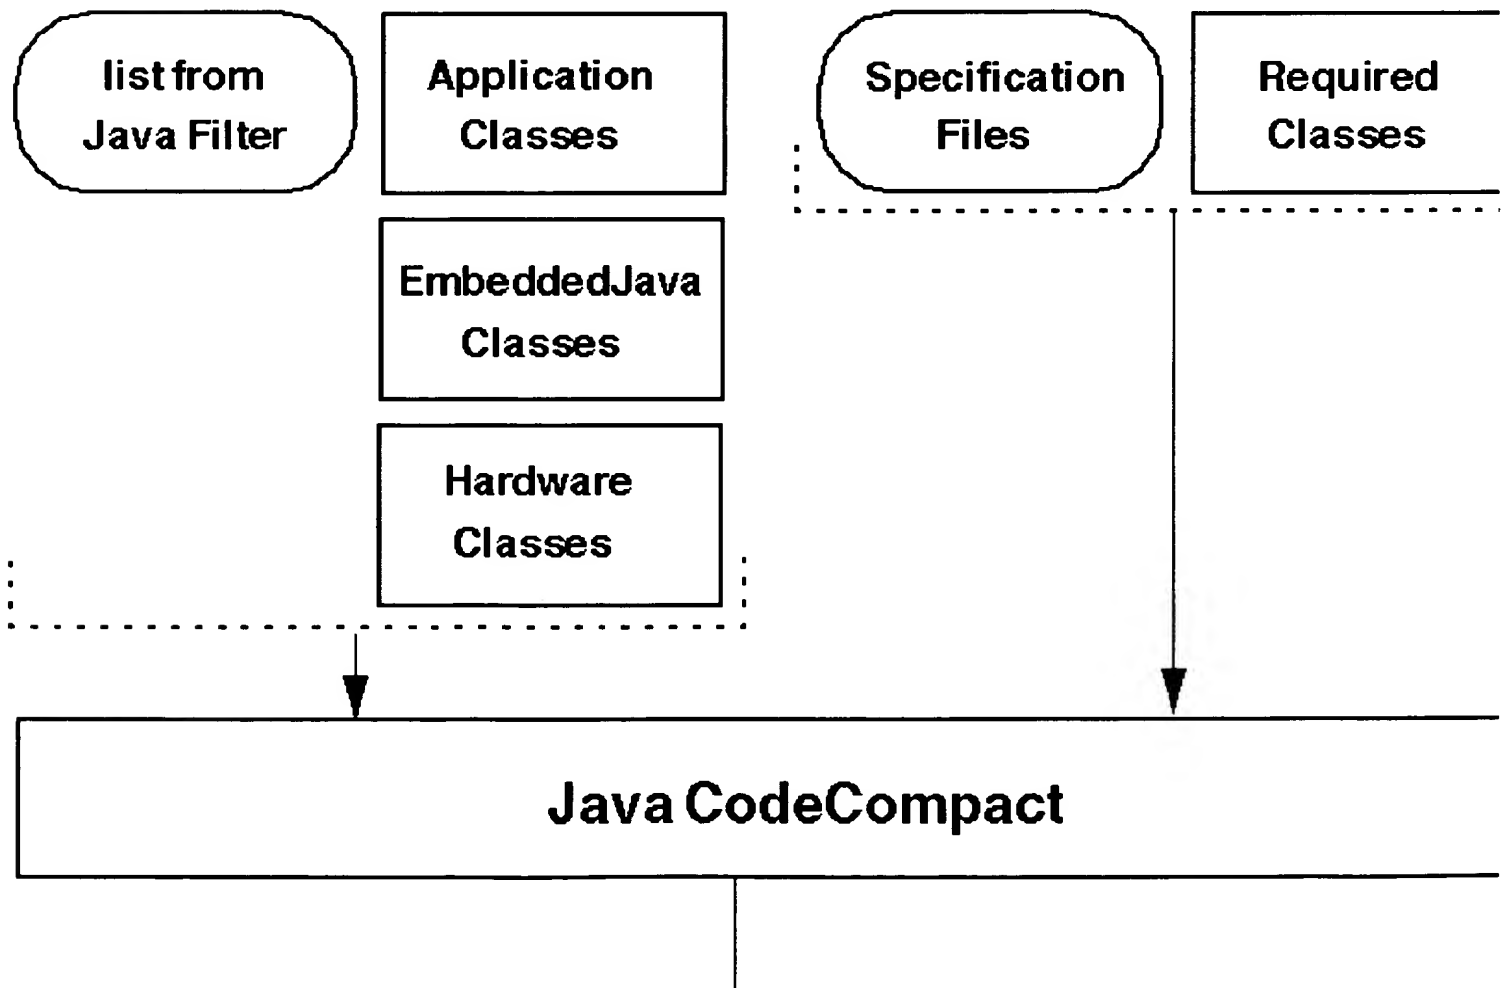 list from
Java Filter
Application
Classes
Specification
Files
Required
Classes
EmbeddedJava
Classes
Hardware
Classes
Java CodeCompact